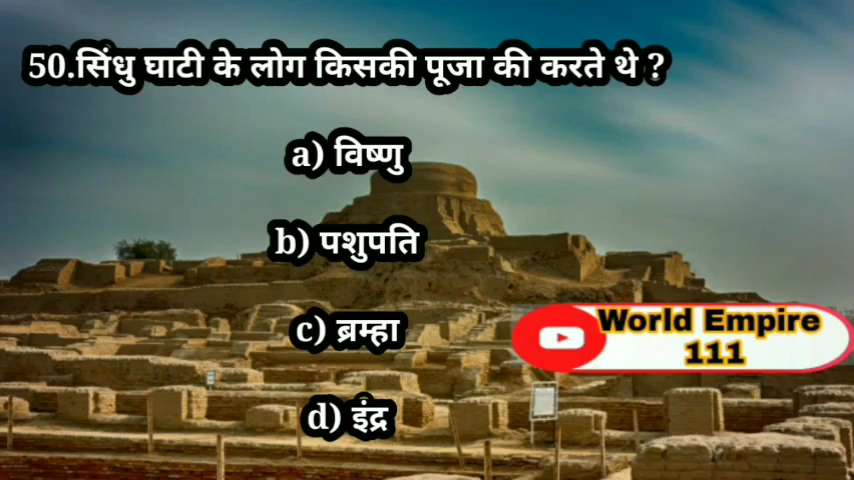 50.सिंधु घाटी के लोग किसकी पूजा की करते थे ?
a) विष्णु
b) पशुपति
c) ब्रम्हा
d) इंद्र
World Empire
111